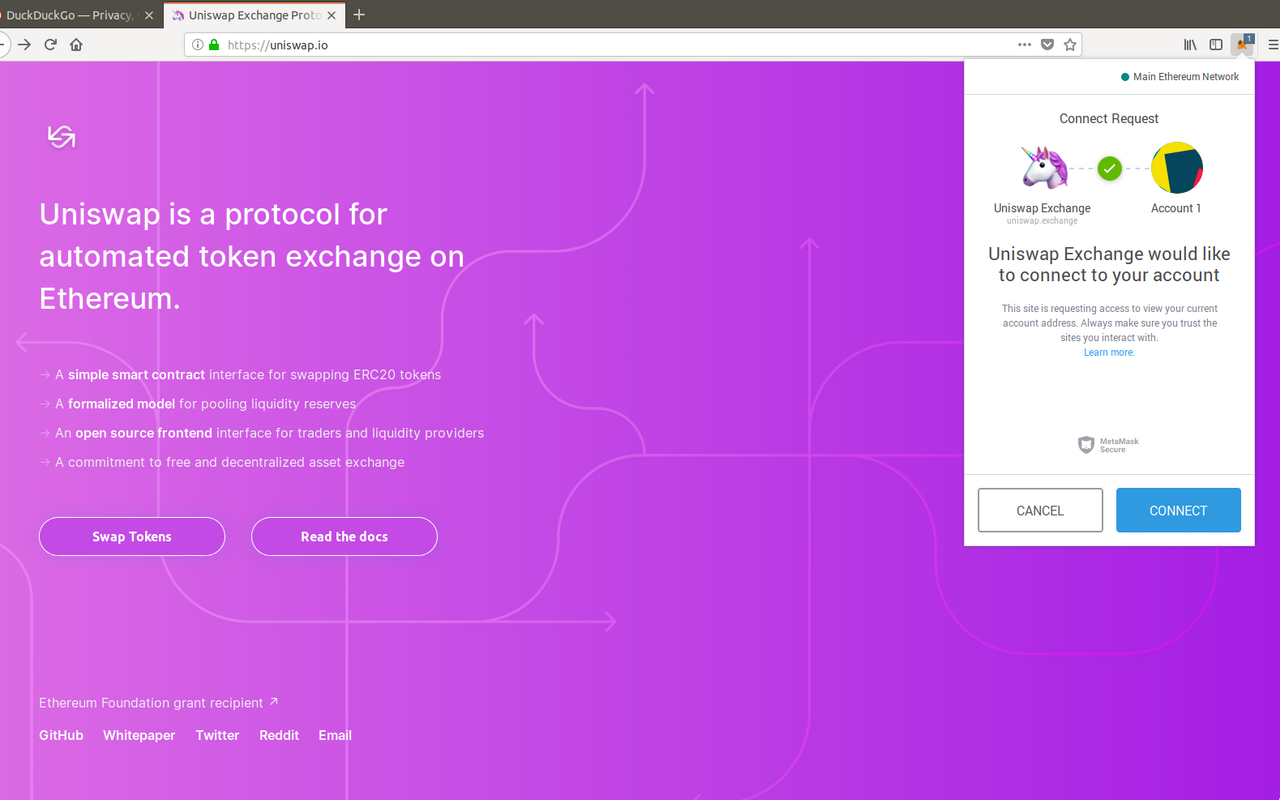 DuckDuckGo — Privacy,
Uniswap Exchange Proto
https://uniswap.io
1
Main Ethereum Network
Connect Request
Uniswap Exchange
uniswap.exchange
Account 1
Uniswap Exchange would like
to connect to your account
This site is requesting access to view your current
account address. Always make sure you trust the
sites you interact with.
Learn more.
MetaMask
Secure
CANCEL
CONNECT
Uniswap is a protocol for
automated token exchange on
Ethereum.
→ A simple smart contract interface for swapping ERC20 tokens
→ A formalized model for pooling liquidity reserves
→ An open source frontend interface for traders and liquidity providers
→ A commitment to free and decentralized asset exchange
Swap Tokens
Read the docs
Ethereum Foundation grant recipient ↗
GitHub Whitepaper Twitter Reddit Email